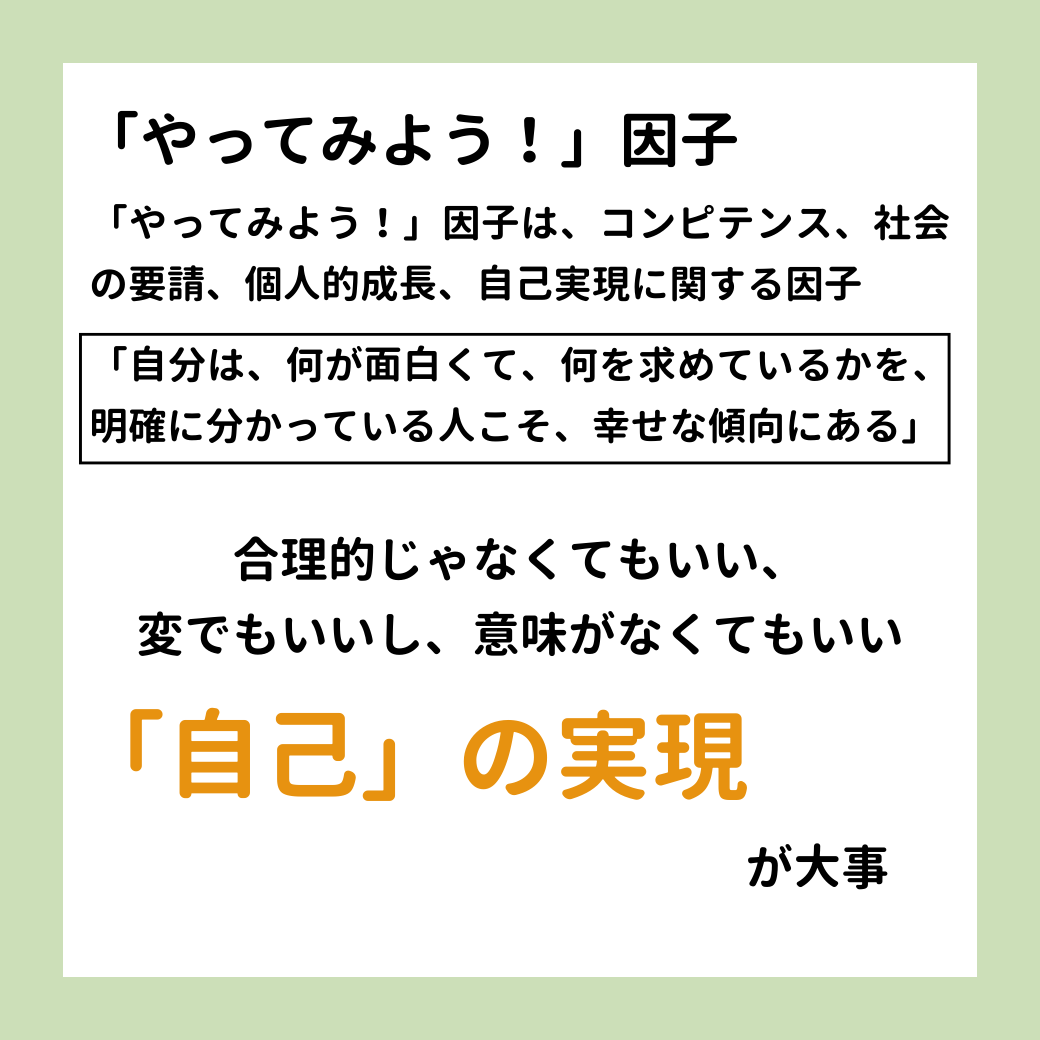 「やってみよう！」因子
「やってみよう！」因子は、コンピテンス、社会
の要請、個人的成長、自己実現に関する因子
「自分は、何が面白くて、何を求めているかを、
明確に分かっている人こそ、幸せな傾向にある」
合理的じゃなくてもいい、
変でもいいし、意味がなくてもいい
「自己」の実現
が大事